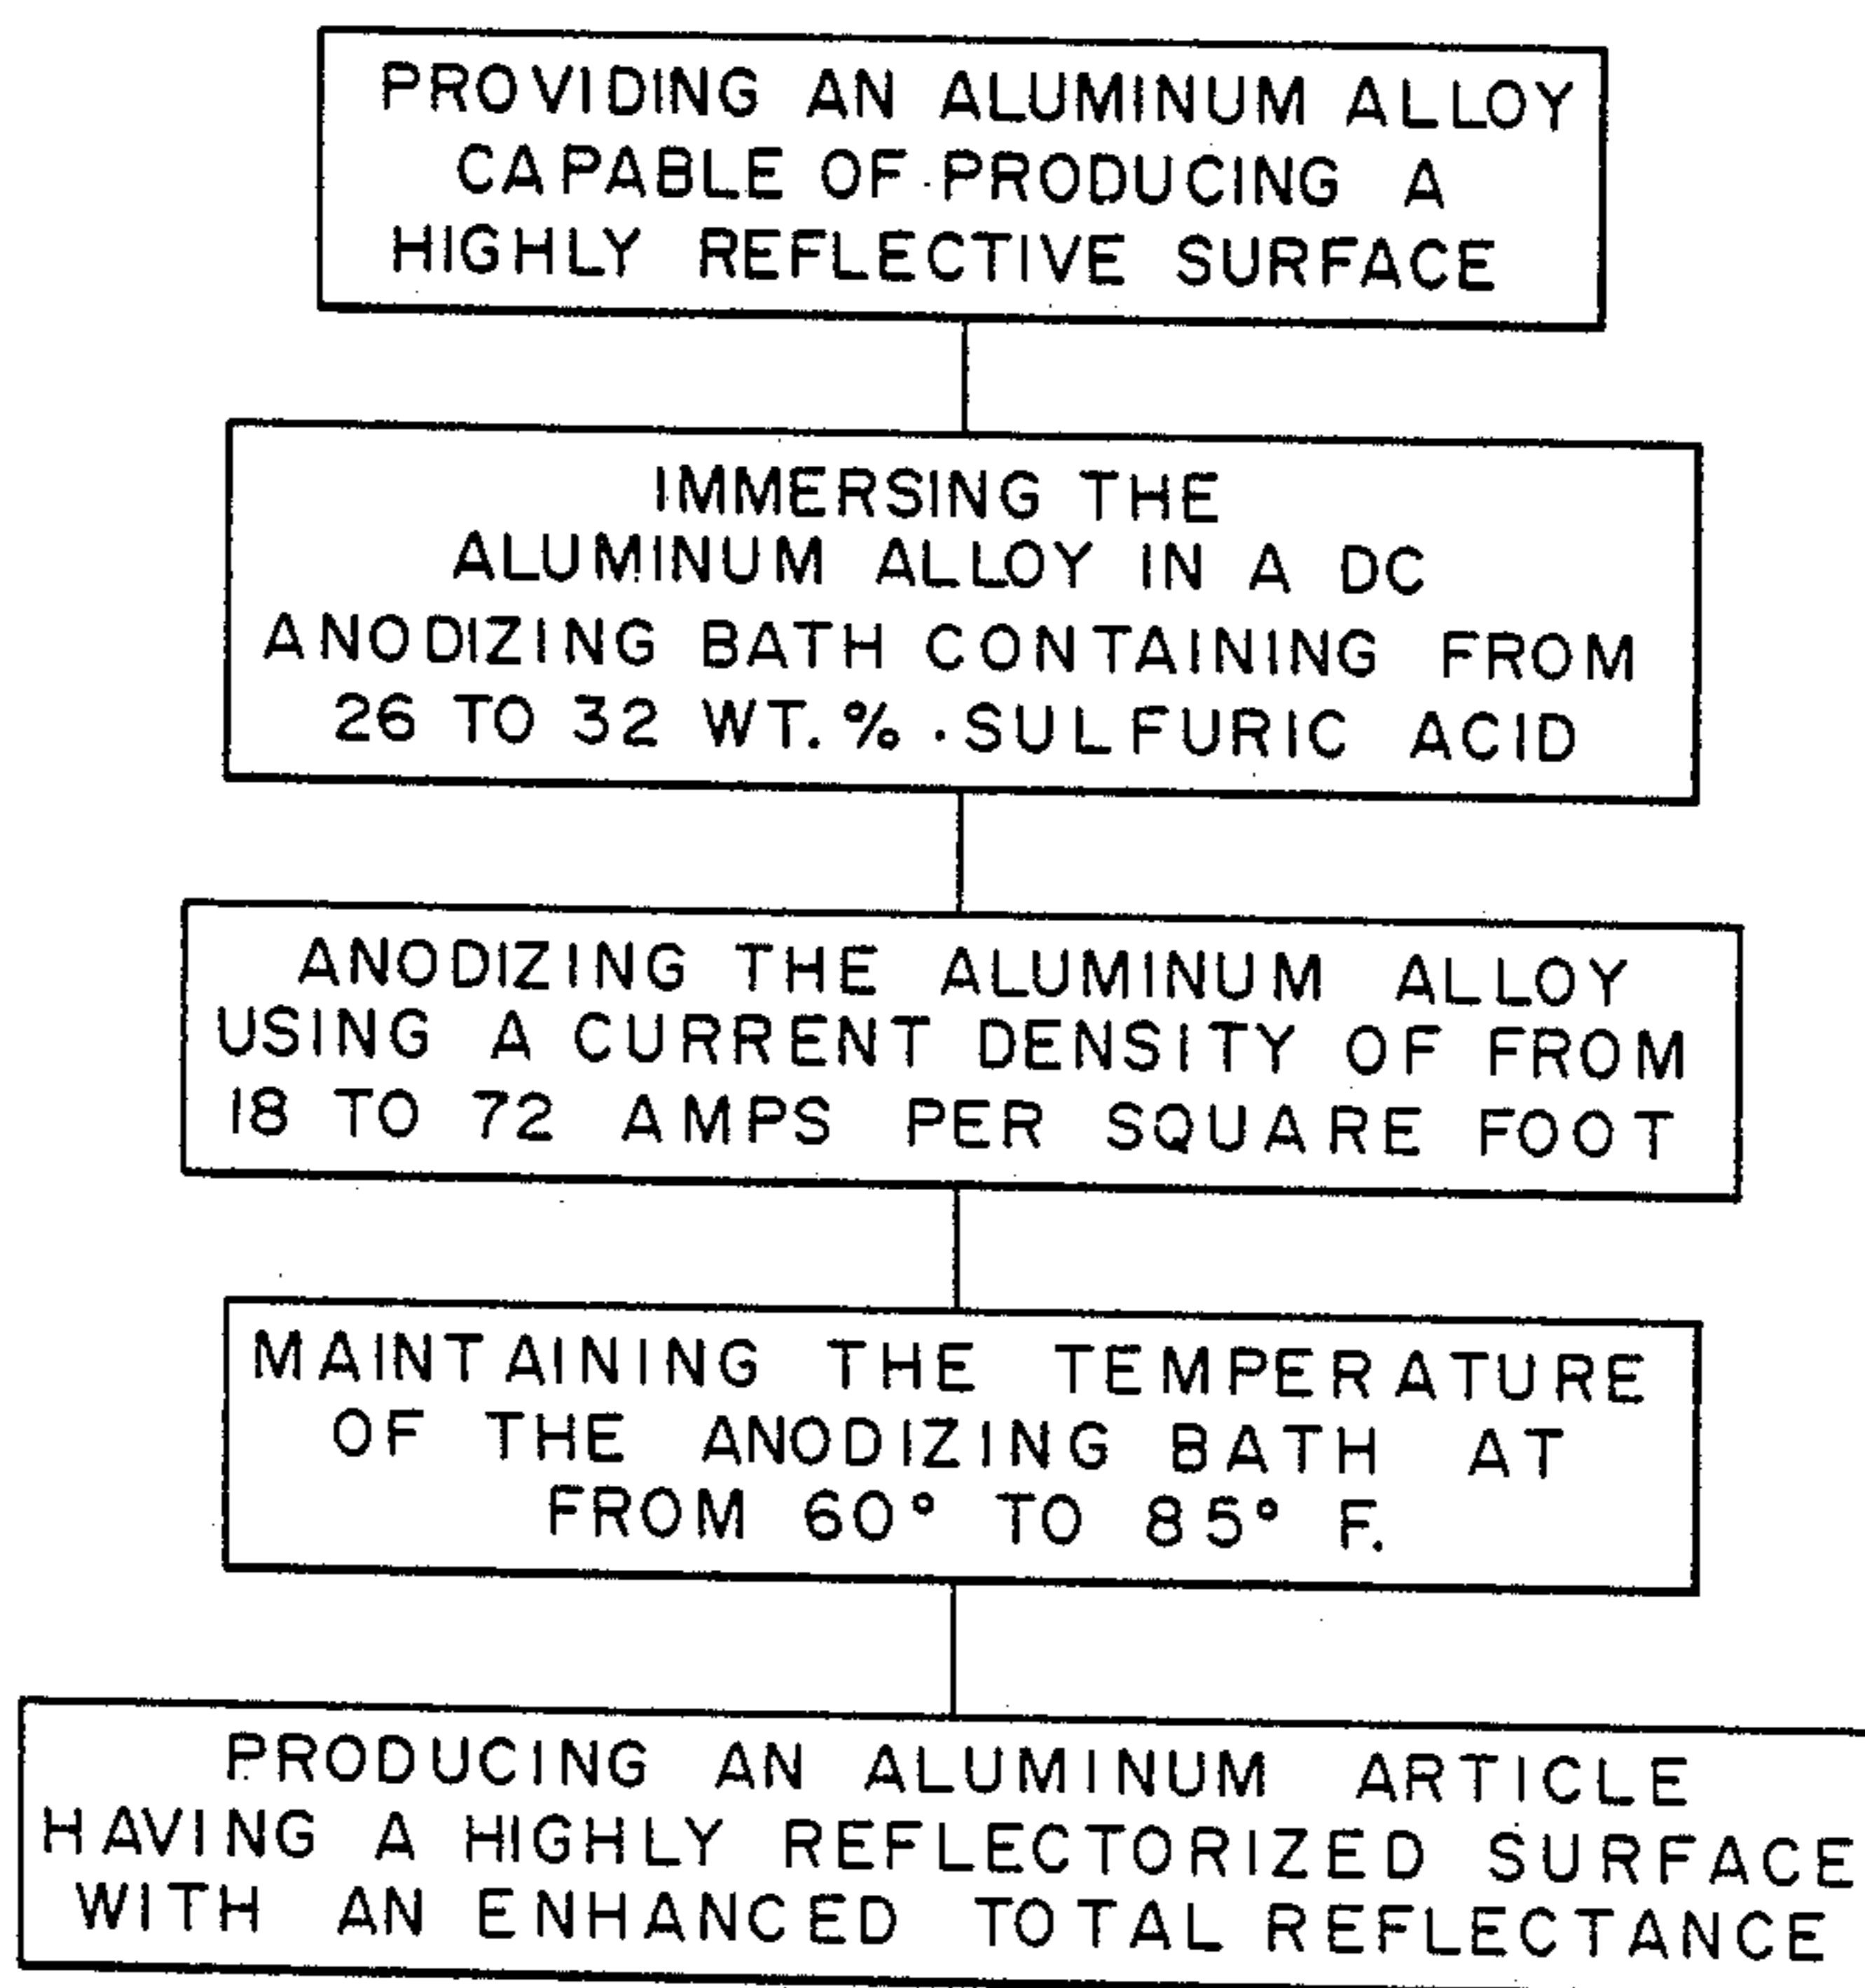 PROVIDING AN ALUMINUM ALLOY
CAPABLE OF PRODUCING A
HIGHLY REFLECTIVE SURFACE
IMMERSING THE
ALUMINUM ALLOY IN A DC
ANODIZING BATH CONTAINING FROM
26 TO 32 WT.% SULFURIC ACID
ANODIZING THE ALUMINUM ALLOY
USING A CURRENT DENSITY OF FROM
18 TO 72 AMPS PER SQUARE FOOT
MAINTAINING THE TEMPERATURE
OF THE ANODIZING BATH AT
FROM 60° TO 85° F.
PRODUCING AN ALUMINUM ARTICLE
HAVING A HIGHLY REFLECTORIZED SURFACE
WITH AN ENHANCED TOTAL REFLECTANCE